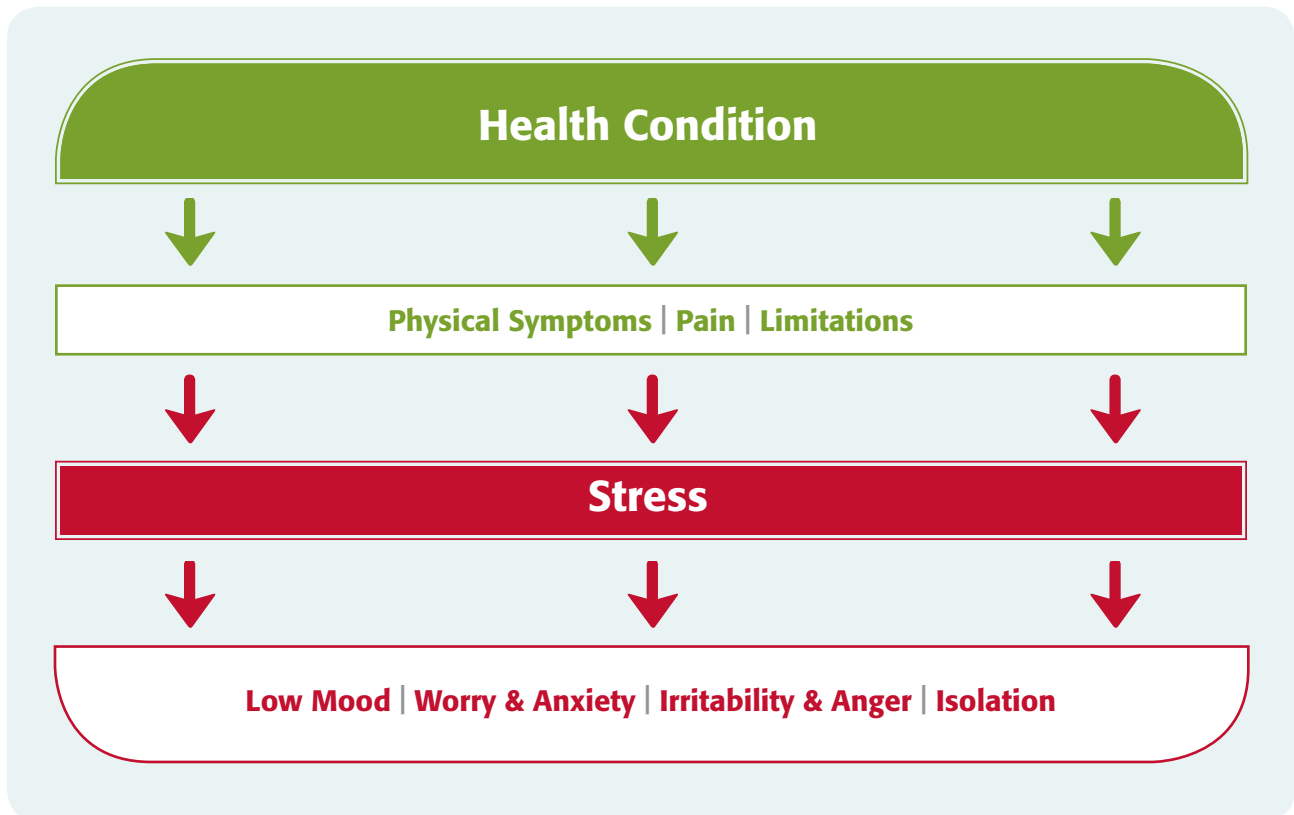 Health Condition
Physical Symptoms | Pain | Limitations
Stress
Low Mood | Worry & Anxiety | Irritability & Anger | Isolation